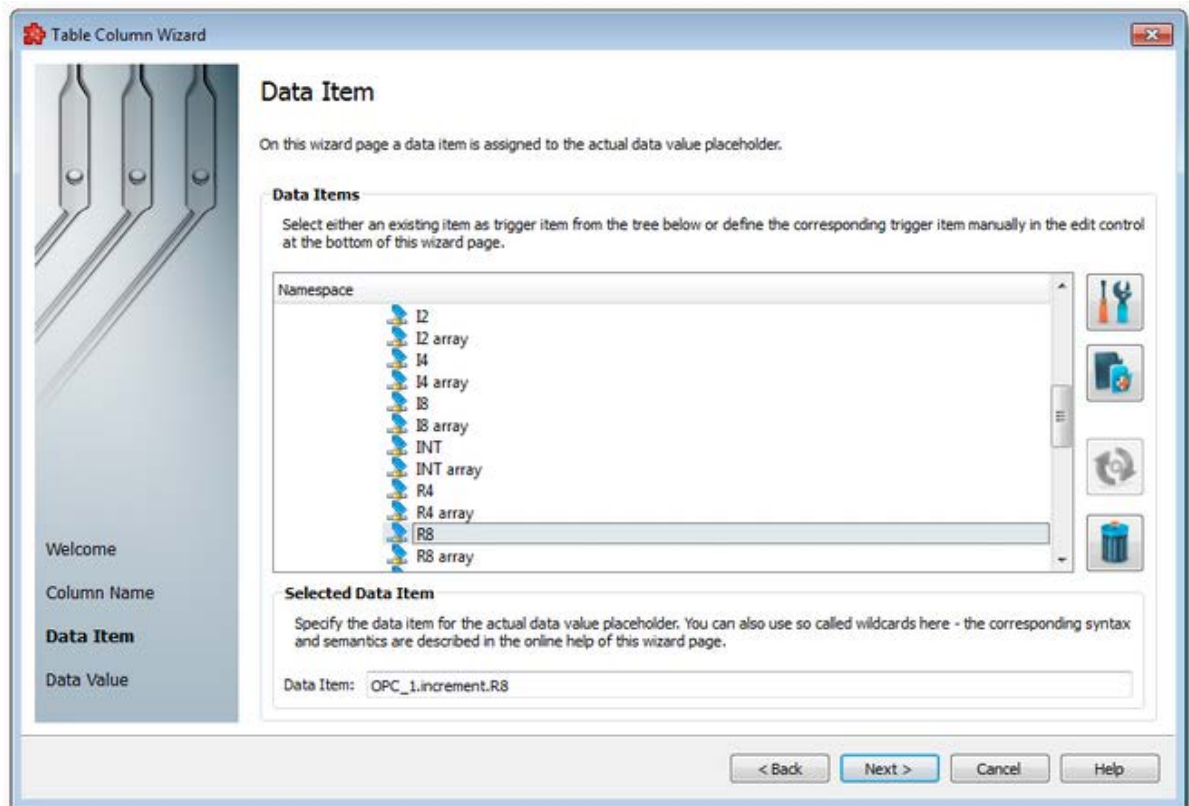 Table Column Wizard
Data Item
On this wizard page a data item is assigned to the actual data value placeholder.
Data Items
Select either an existing item as trigger item from the tree below or define the corresponding trigger item manually in the edit control
at the bottom of this wizard page.
Namespace
I2
I2 array
I4
I4 array
I8
I8 array
INT
INT array
R4
R4 array
R8
R8 array
Welcome
Column Name
Data Item
Data Value
Selected Data Item
Specify the data item for the actual data value placeholder. You can also use so called wildcards here - the corresponding syntax
and semantics are described in the online help of this wizard page.
Data Item: OPC_1.increment.R8
< Back Next > Cancel Help